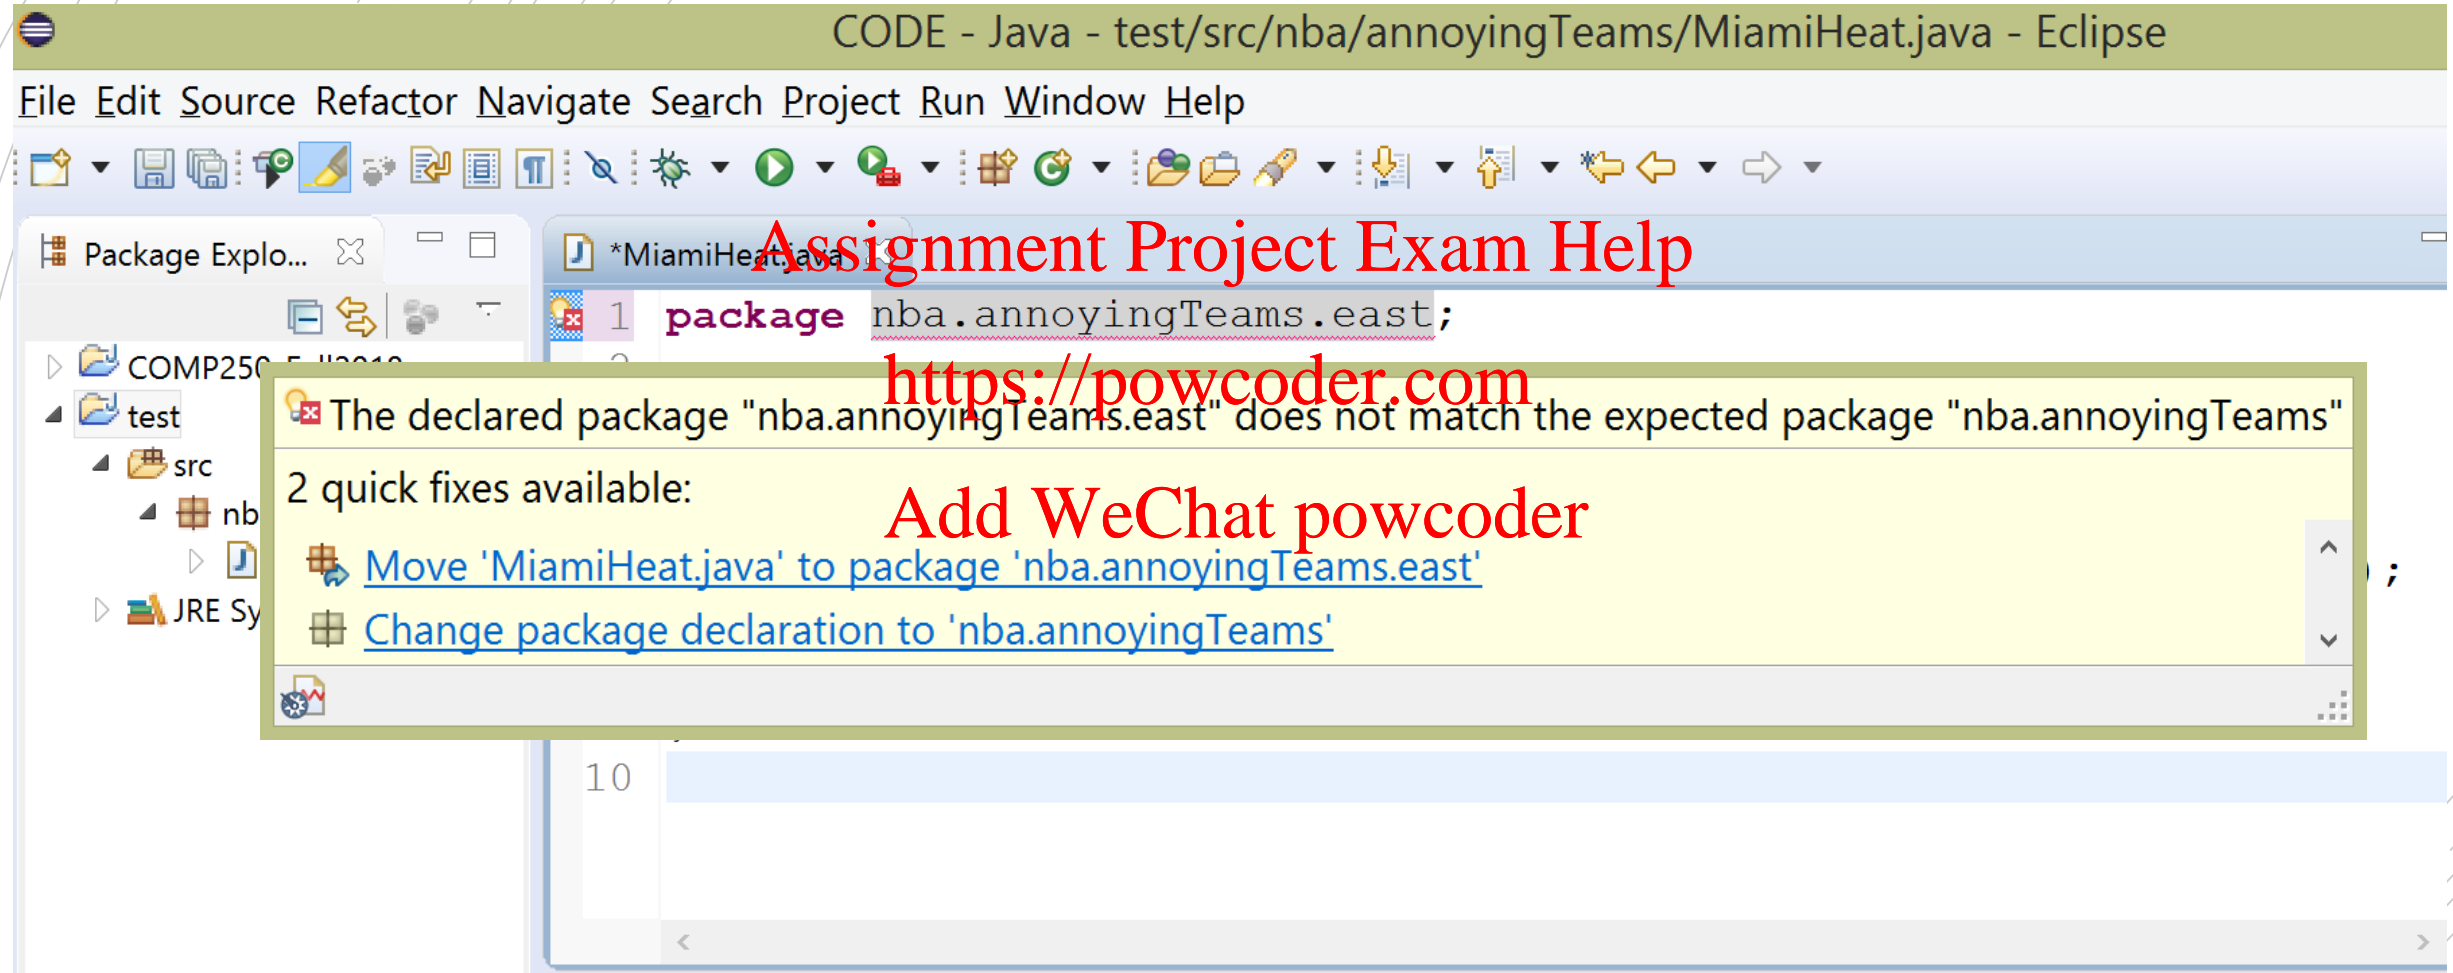 CODE - Java - test/src/nba/annoyingTeams/MiamiHeat.java - Eclipse
File Edit Source Refactor Navigate Search Project Run Window Help
Package Explo...
*MiamiHeat.java
Assignment Project Exam Help
1 package nba.annoyingTeams.east;
COMP250
https://powcoder.com
test
The declared package "nba.annoyingTeams.east" does not match the expected package "nba.annoyingTeams"
src
2 quick fixes available:
nb
Add WeChat powcoder
Move 'MiamiHeat.java' to package 'nba.annoyingTeams.east'
);
JRE Sy
Change package declaration to 'nba.annoyingTeams'
10